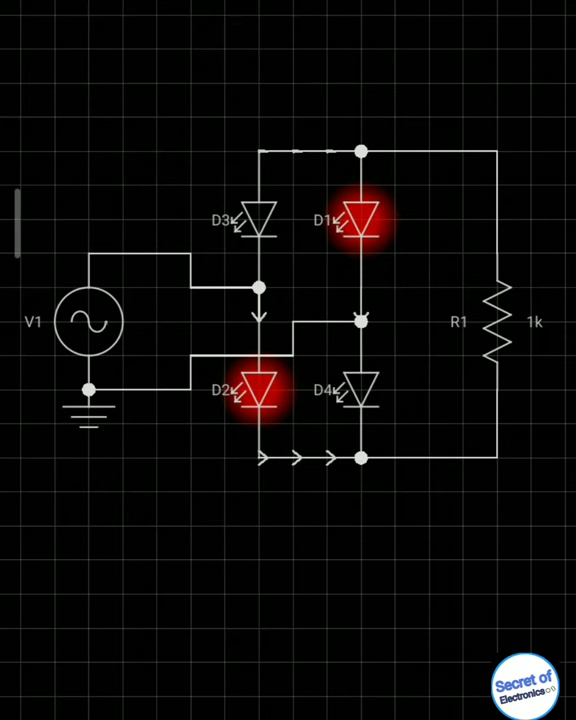 D3
D1
V1
R1
1k
D2
D4
Secret of
Electronics